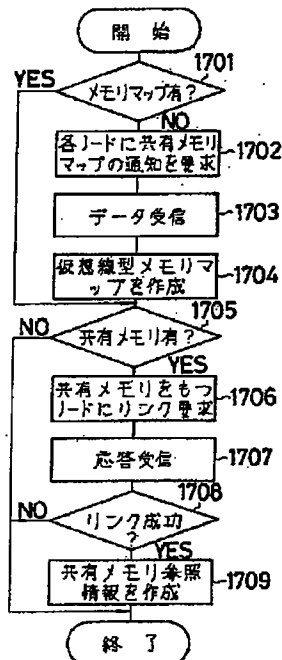 開始
1701
YES
メモリマップ有?
NO
各ノードに共有メモリ
マップの通知を要求
1702
データ受信
1703
仮想線型メモリマ
ップを作成
1704
1705
NO
共有メモリ有?
YES
共有メモリをもつ
ノードにリンク要求
1706
応答受信
1707
1708
NO
リンク成功
?
YES
共有メモリ参照
情報を作成
1709
終了